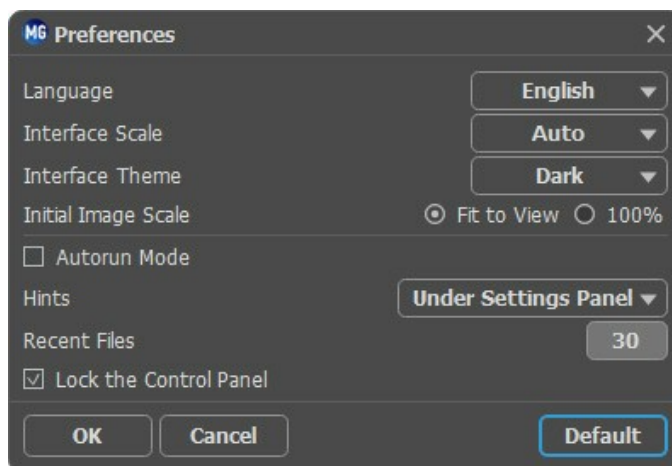 MG Preferences
Language English
Interface Scale Auto
Interface Theme Dark
Initial Image Scale Fit to View 100%
Autorun Mode
Hints Under Settings Panel
Recent Files 30
Lock the Control Panel
OK Cancel Default